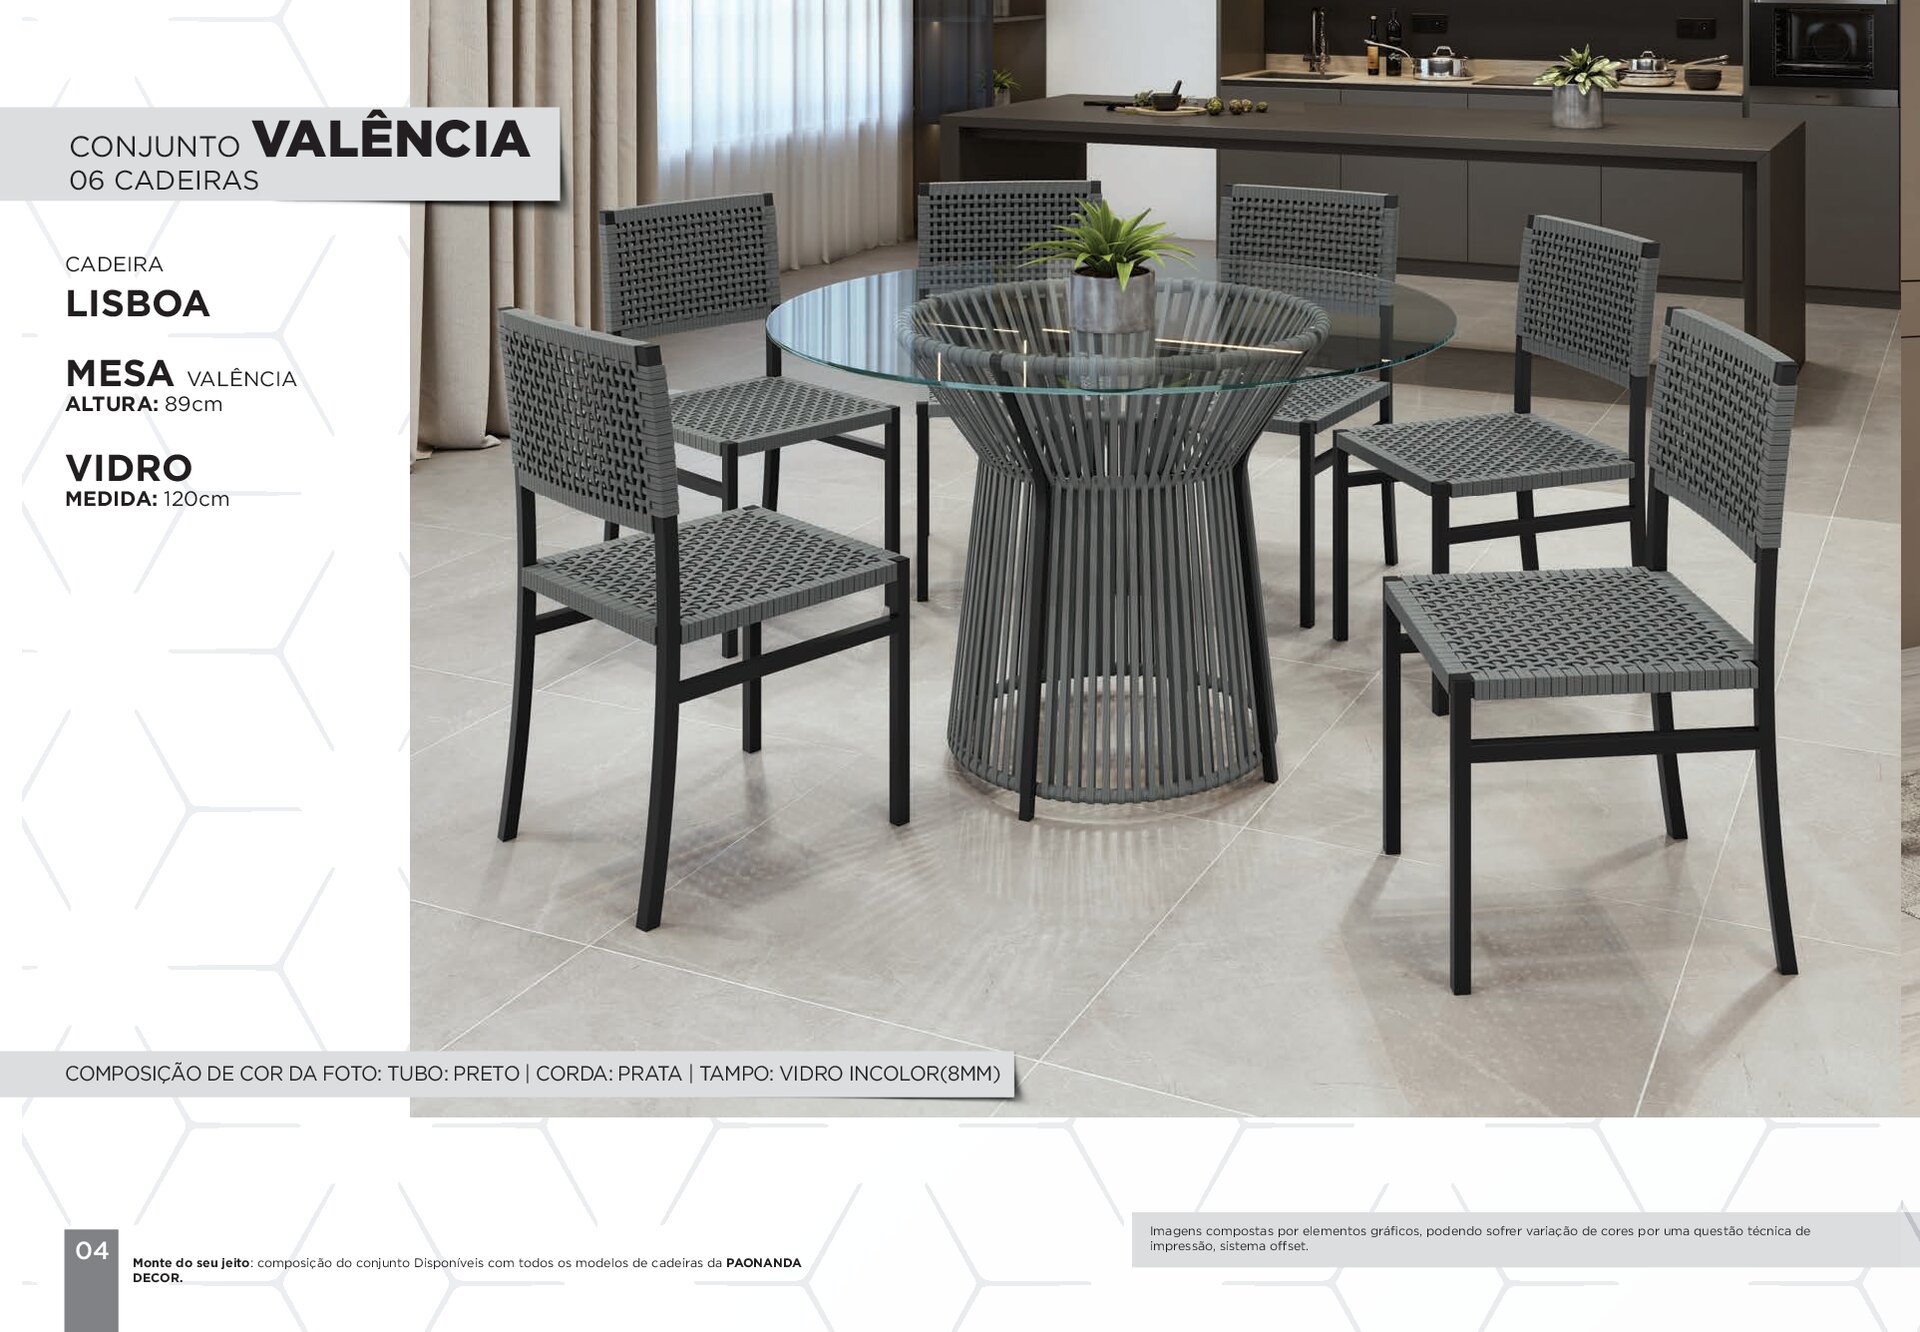 CONJUNTO VALÊNCIA
06 CADEIRAS
CADEIRA
LISBOA
MESA VALÊNCIA
ALTURA: 89cm
VIDRO
MEDIDA: 120cm
COMPOSIÇÃO DE COR DA FOTO: TUBO: PRETO | CORDA: PRATA | TAMPO: VIDRO INCOLOR(8MM)
04
Monte do seu jeito: composição do conjunto Disponíveis com todos os modelos de cadeiras da PAONANDA
DECOR.
Imagens compostas por elementos gráficos, podendo sofrer variação de cores por uma questão técnica de
impressão, sistema offset.